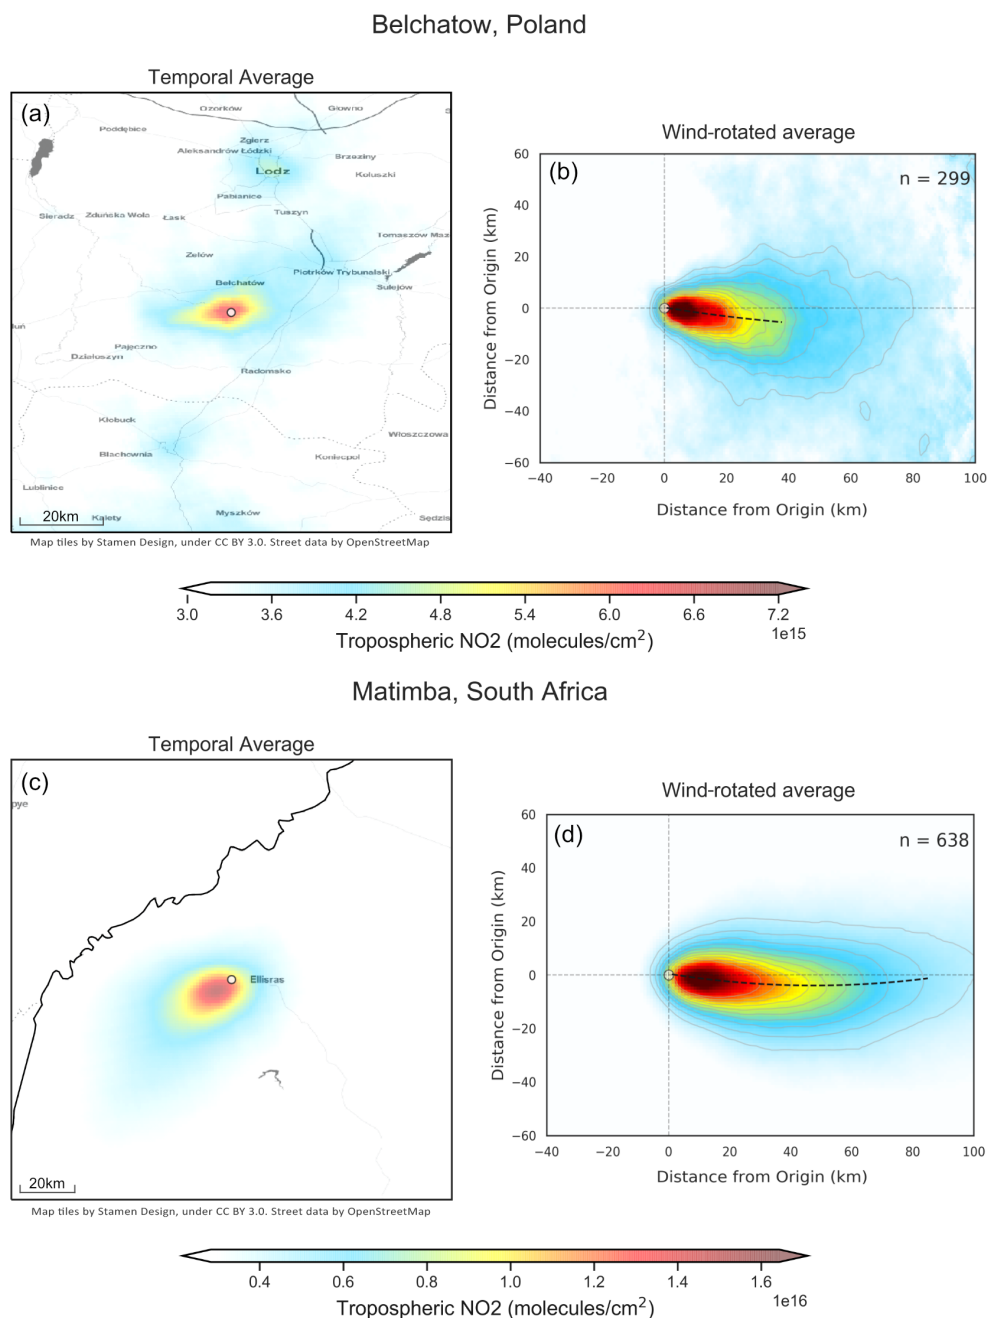 Belchatow, Poland
Temporal Average
(a)
Ozorków
Głowno
Poddębice
Zgierz
Aleksandrów Łódzki
Brzeziny
Lodz
Koluszki
Pabianice
Sieradz
Zduńska Wola
Łask
Tuszyn
Tomaszów Maz
Zelów
Piotrków Trybunalski
Bełchatów
Sulejów
Pajęczno
Działoszyn
Radomsko
Kłobuck
Włoszczowa
Blachownia
Koniecpol
Lubliniec
Kalety
Myszków
Sędzis
20km
Map tiles by Stamen Design, under CC BY 3.0. Street data by OpenStreetMap
Wind-rotated average
(b)
n = 299
60
40
20
0
−20
−40
−60
Distance from Origin (km)
−40 −20 0 20 40 60 80 100
Distance from Origin (km)
3.0 3.6 4.2 4.8 5.4 6.0 6.6 7.2
1e15
Tropospheric NO2 (molecules/cm2)
Matimba, South Africa
Temporal Average
(c)
pye
Ellisras
20km
Map tiles by Stamen Design, under CC BY 3.0. Street data by OpenStreetMap
Wind-rotated average
(d)
n = 638
60
40
20
0
−20
−40
−60
Distance from Origin (km)
−40 −20 0 20 40 60 80 100
Distance from Origin (km)
0.4 0.6 0.8 1.0 1.2 1.4 1.6
1e16
Tropospheric NO2 (molecules/cm2)